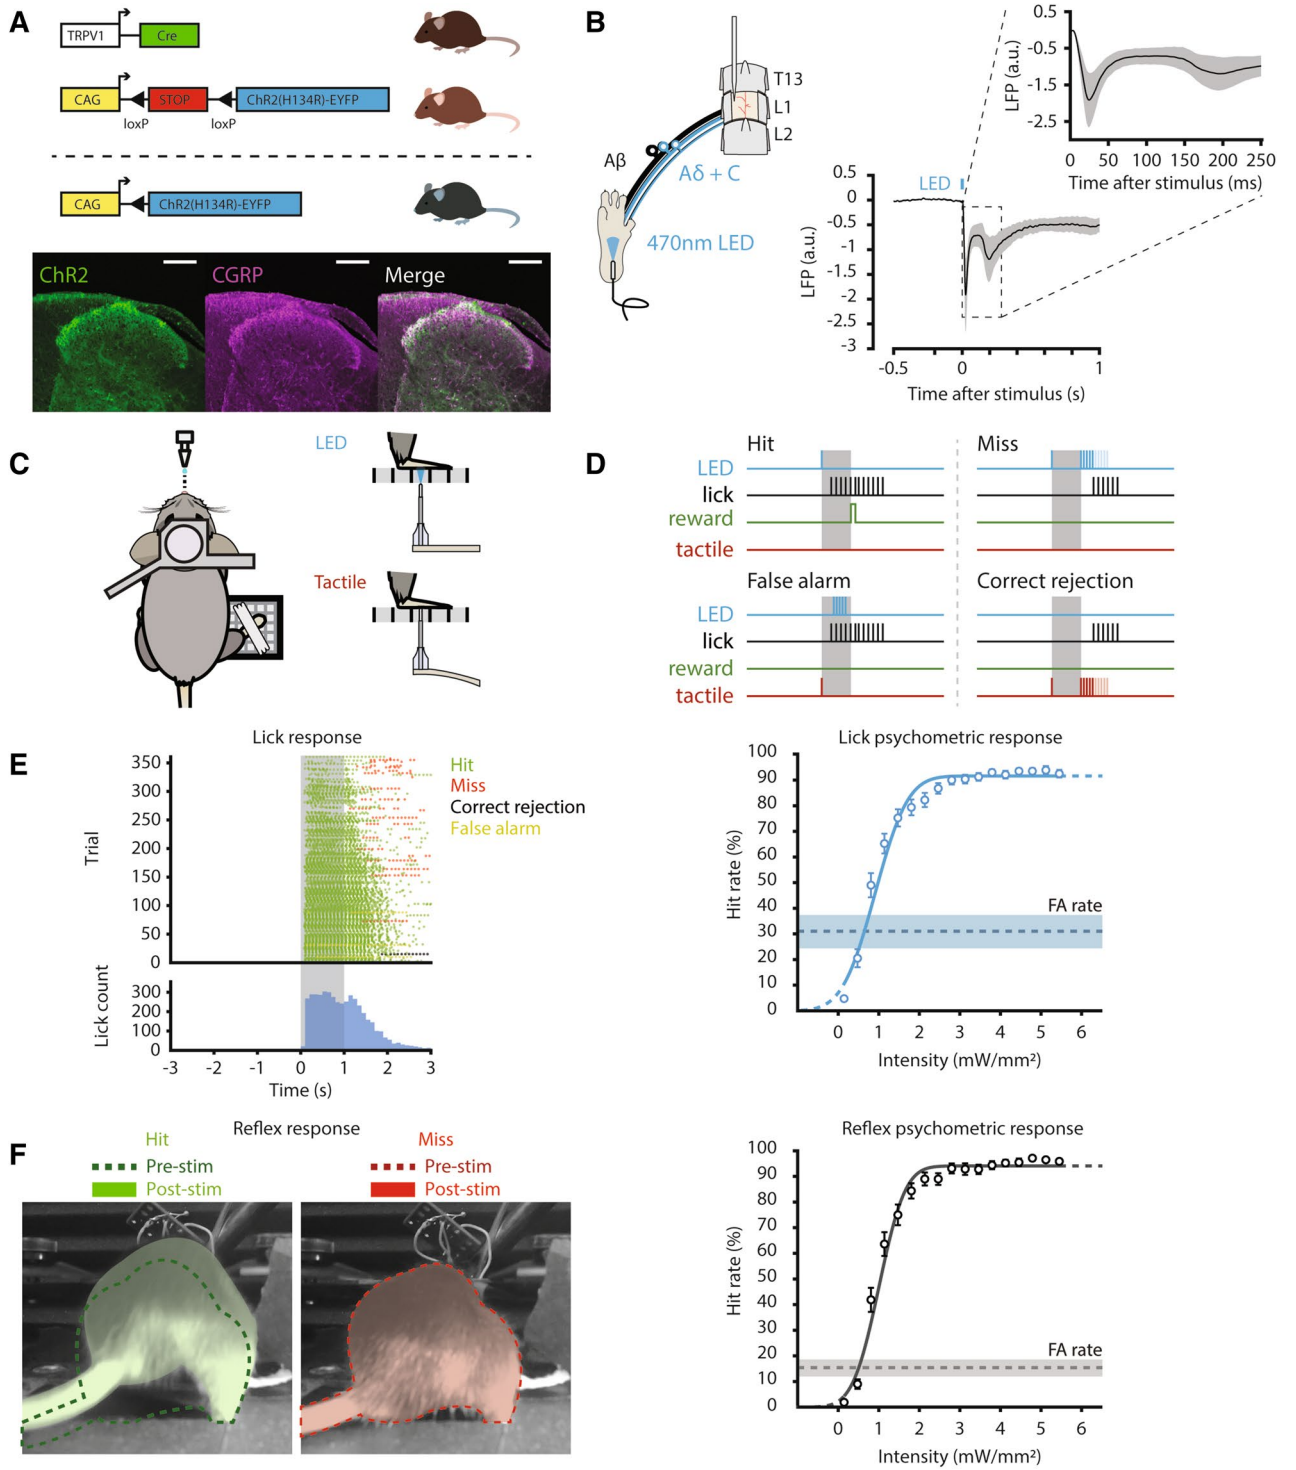 A
TRPV1
Cre
CAG
STOP
ChR2(H134R)-EYFP
loxP
loxP
CAG
ChR2(H134R)-EYFP
ChR2
CGRP
Merge
B
T13
L1
L2
Aβ
Aδ + C
470nm LED
0.5
-0.5
-1.5
-2.5
LFP (a.u.)
0 50 100 150 200 250
Time after stimulus (ms)
LED
0.5
0
-0.5
-1
-1.5
-2
-2.5
-3
LFP (a.u.)
-0.5 0 1
Time after stimulus (s)
C
LED
Tactile
D
Hit
LED
lick
reward
tactile
Miss
False alarm
LED
lick
reward
tactile
Correct rejection
E
Lick response
350
300
250
200
150
100
50
0
Trial
Hit
Miss
Correct rejection
False alarm
300
200
100
0
Lick count
-3 -2 -1 0 1 2 3
Time (s)
Lick psychometric response
100
90
80
70
60
50
40
30
20
10
0
Hit rate (%)
FA rate
0 1 2 3 4 5 6
Intensity (mW/mm²)
F
Reflex response
Hit
Pre-stim
Post-stim
Miss
Pre-stim
Post-stim
Reflex psychometric response
100
90
80
70
60
50
40
30
20
10
0
Hit rate (%)
FA rate
0 1 2 3 4 5 6
Intensity (mW/mm²)